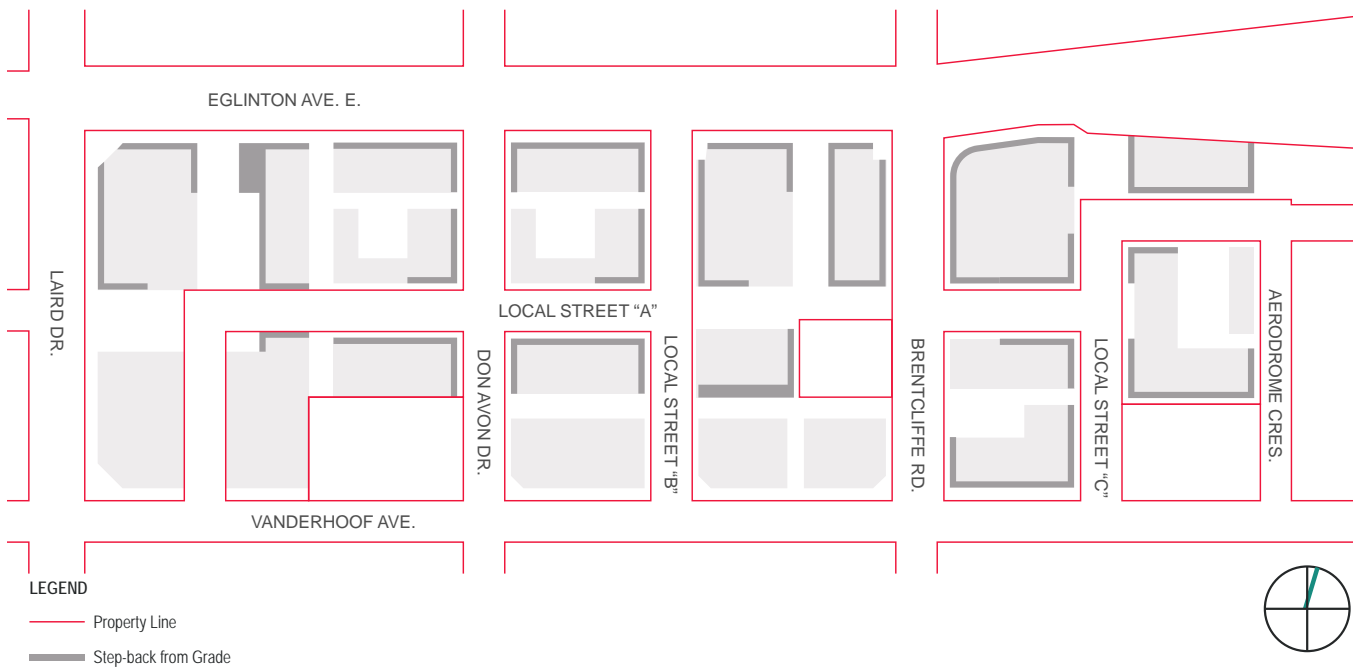 EGLINTON AVE. E.
LAIRD DR.
LOCAL STREET “A”
DON AVON DR.
LOCAL STREET “B”
BRENTCLIFFE RD.
LOCAL STREET “C”
AERODROME CRES.
VANDERHOOF AVE.
LEGEND
Property Line
Step-back from Grade